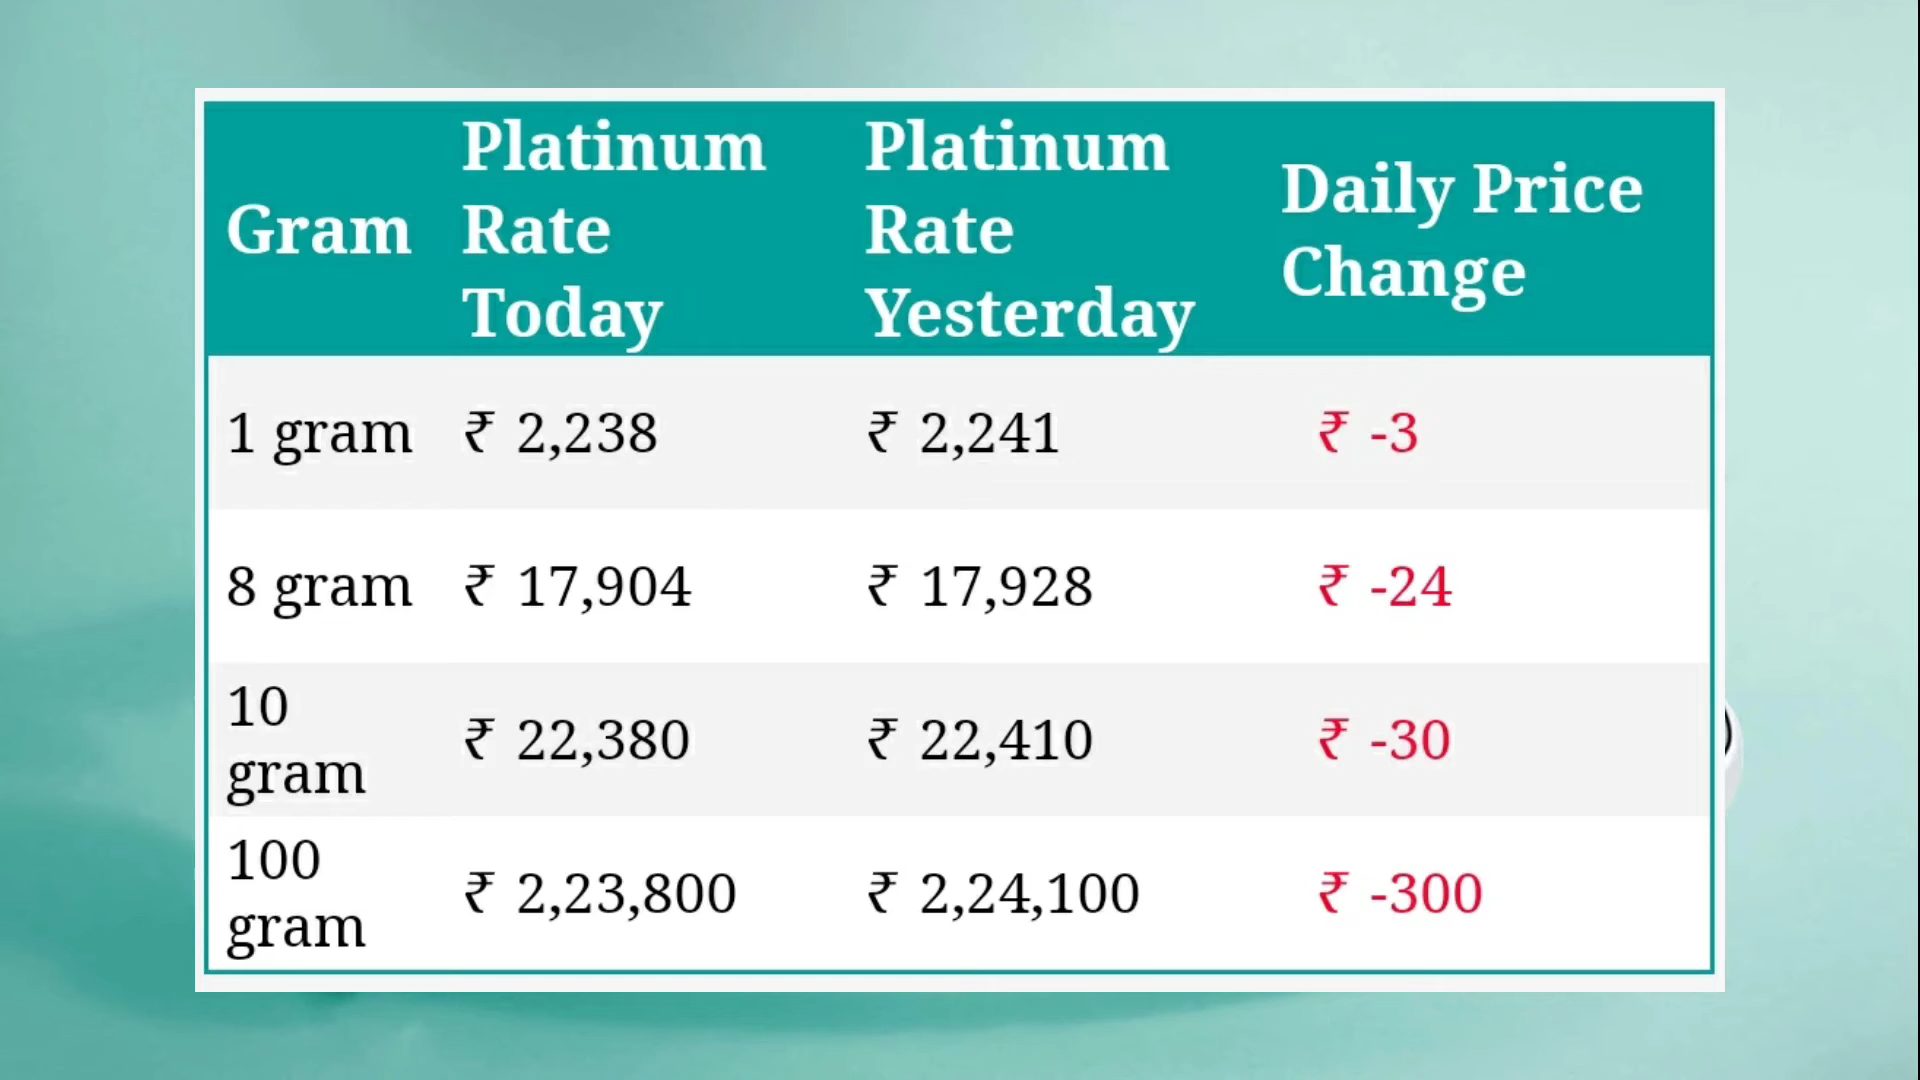 Gram
Platinum
Rate
Today
Platinum
Rate
Yesterday
Daily Price
Change
1 gram ₹ 2,238 ₹ 2,241 ₹ -3
8 gram ₹ 17,904 ₹ 17,928 ₹ -24
10
gram ₹ 22,380 ₹ 22,410 ₹ -30
100
gram ₹ 2,23,800 ₹ 2,24,100 ₹ -300